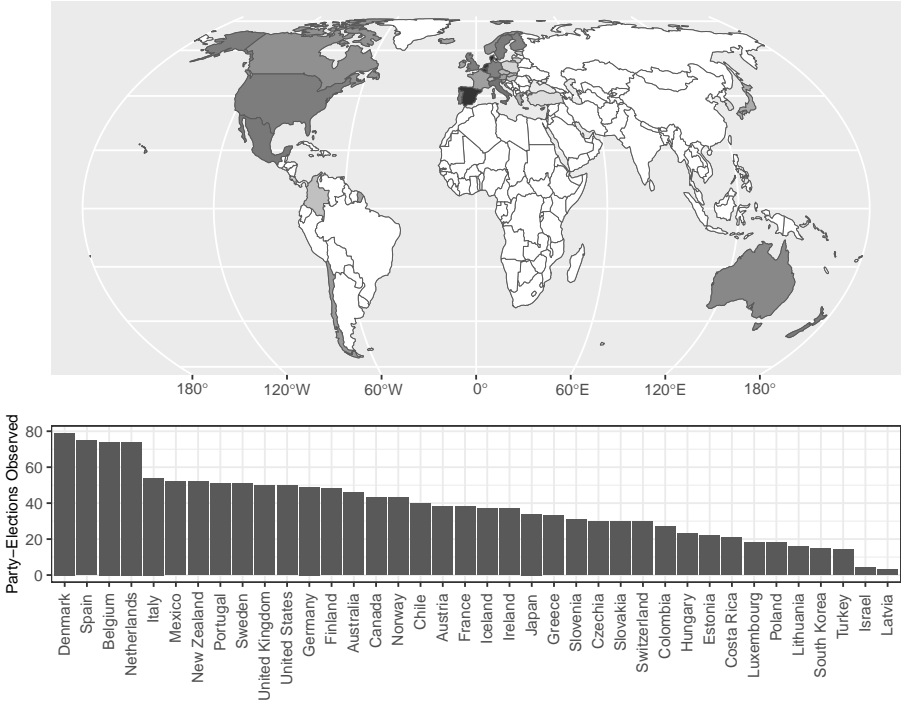 180° 120°W 60°W 0° 60°E 120°E 180°
Party−Elections Observed
80
60
40
20
0
Denmark
Spain
Belgium
Netherlands
Italy
Mexico
New Zealand
Portugal
Sweden
United Kingdom
United States
Germany
Finland
Australia
Canada
Norway
Chile
Austria
France
Iceland
Ireland
Japan
Greece
Slovenia
Czechia
Slovakia
Switzerland
Colombia
Hungary
Estonia
Costa Rica
Luxembourg
Poland
Lithuania
South Korea
Turkey
Israel
Latvia